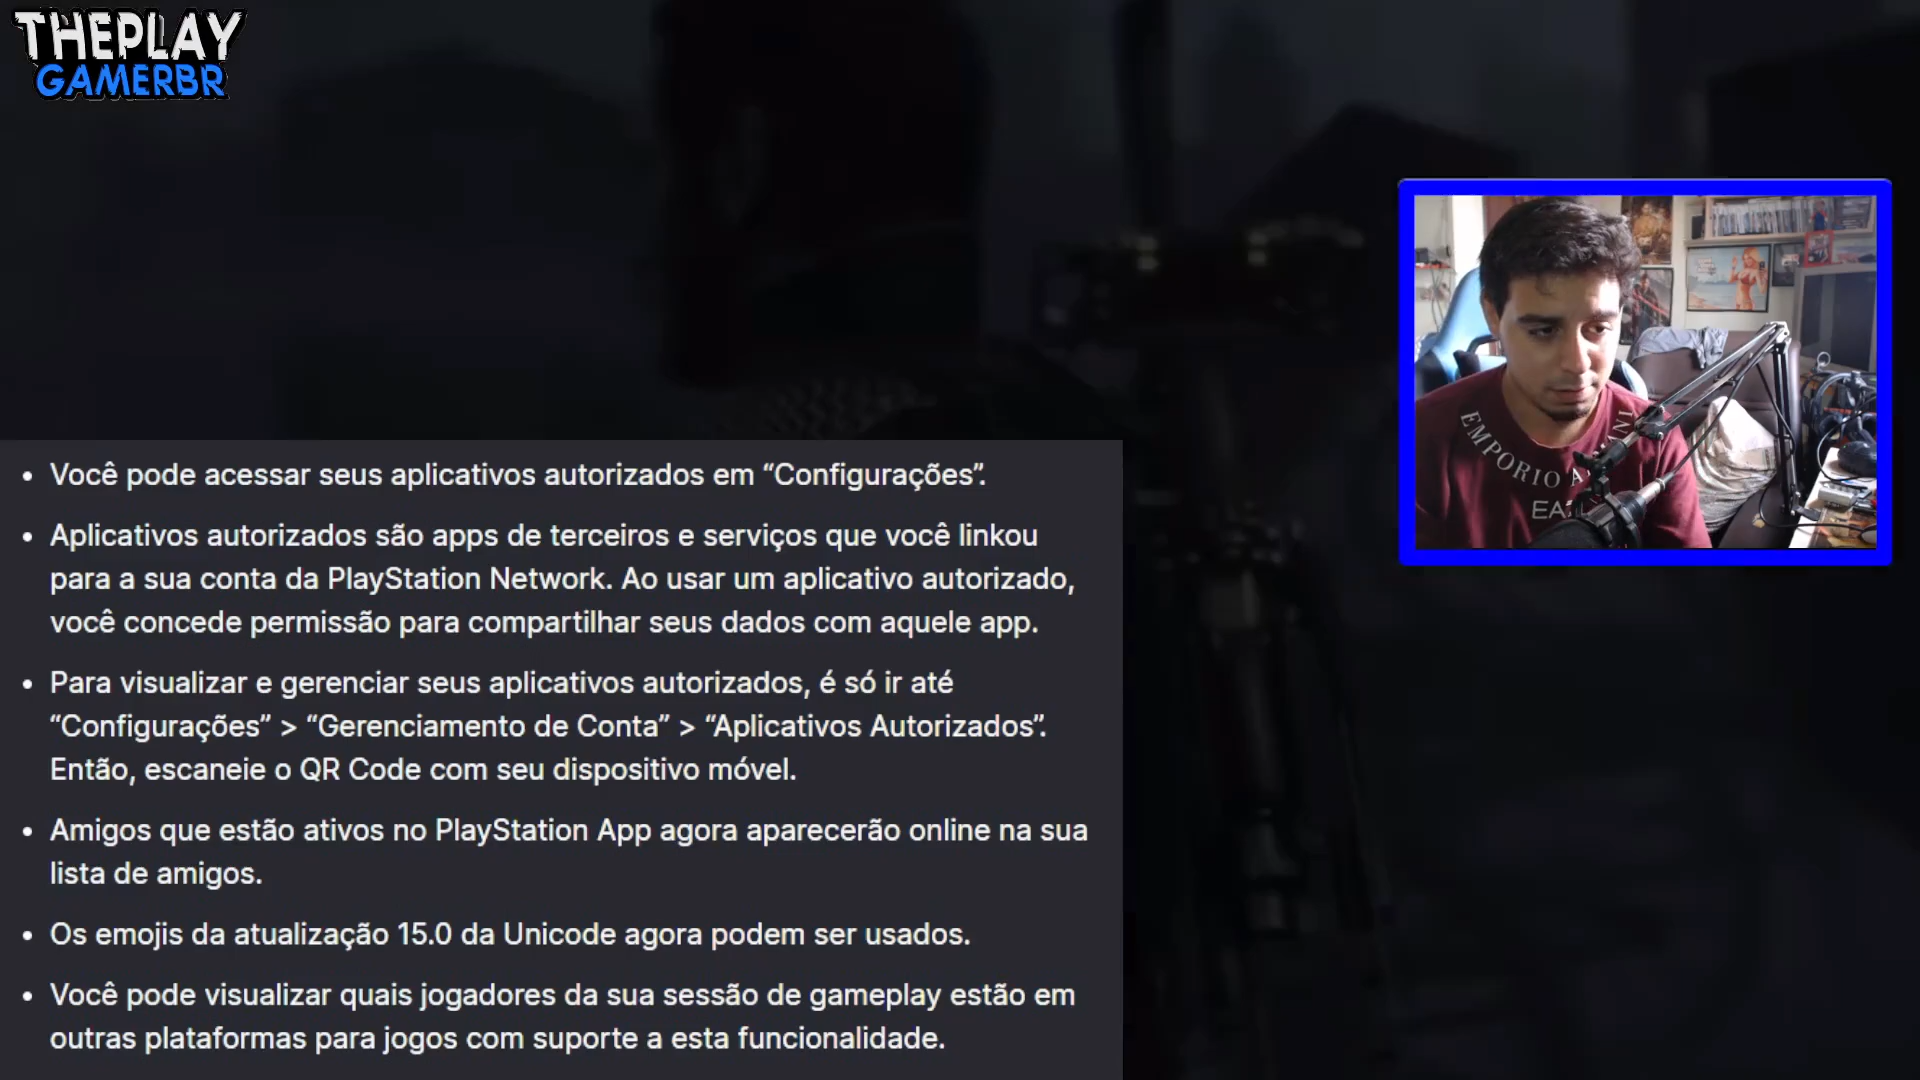 THEPLAY
GAMERBR
EMPORIO A
EA7
• Você pode acessar seus aplicativos autorizados em “Configurações”.
• Aplicativos autorizados são apps de terceiros e serviços que você linkou
para a sua conta da PlayStation Network. Ao usar um aplicativo autorizado,
você concede permissão para compartilhar seus dados com aquele app.
• Para visualizar e gerenciar seus aplicativos autorizados, é só ir até
“Configurações” > “Gerenciamento de Conta” > “Aplicativos Autorizados”.
Então, escaneie o QR Code com seu dispositivo móvel.
• Amigos que estão ativos no PlayStation App agora aparecerão online na sua
lista de amigos.
• Os emojis da atualização 15.0 da Unicode agora podem ser usados.
• Você pode visualizar quais jogadores da sua sessão de gameplay estão em
outras plataformas para jogos com suporte a esta funcionalidade.